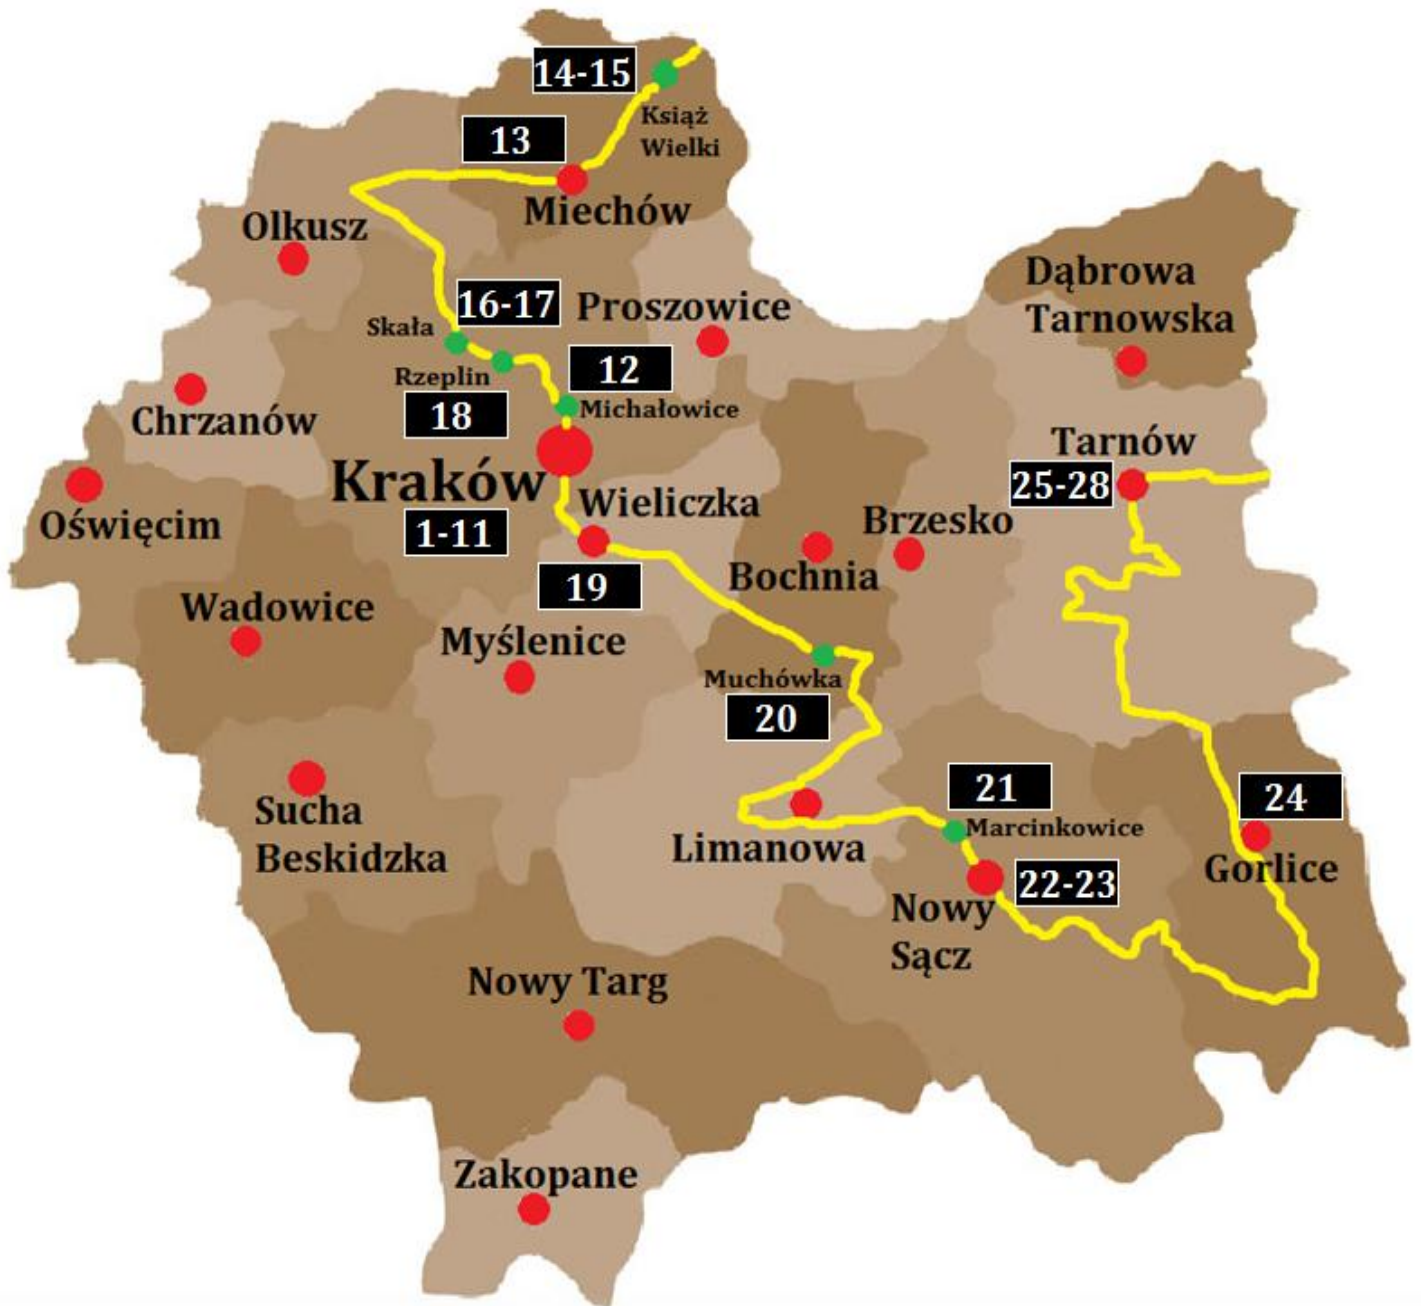 14-15
Książ
Wielki
13
Miechów
Olkusz
Dąbrowa
Tarnowska
16-17
Proszowice
Skała
12
Rzeplin
Michałowice
18
Chrzanów
Tarnów
Kraków
25-28
Wieliczka
Oświęcim
1-11
Brzesko
19
Bochnia
Wadowice
Myślenice
Muchówka
20
21
24
Sucha
Beskidzka
Marcinkowice
Limanowa
Gorlice
22-23
Nowy
Sącz
Nowy Targ
Zakopane